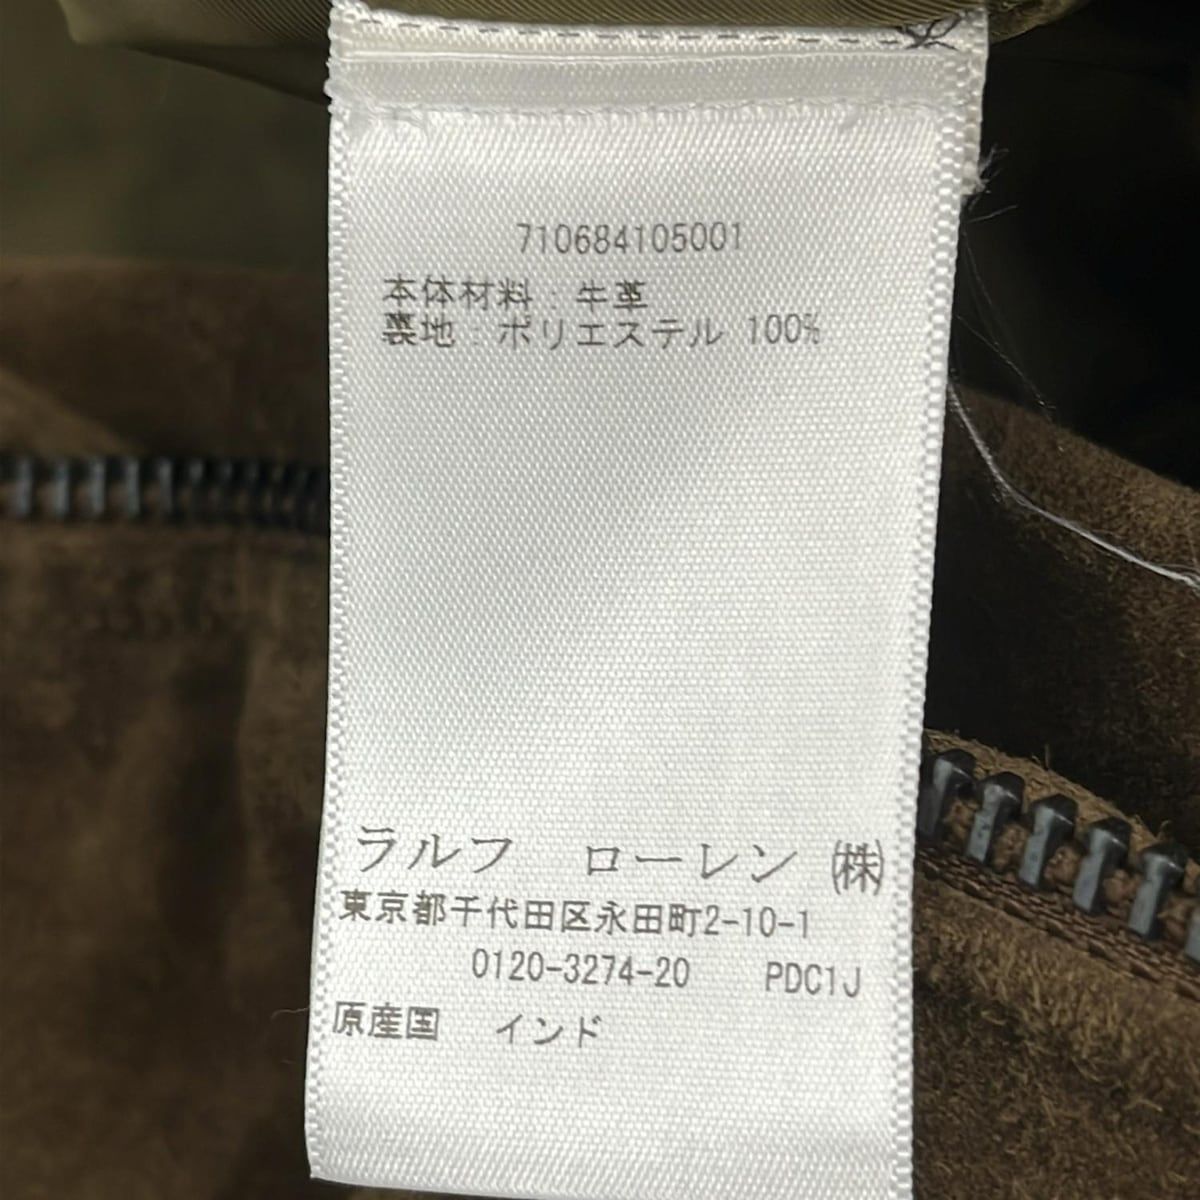 710684105001
本体材料：牛革
裏地：ポリエステル 100%
ラルフ　ローレン ㈱
東京都千代田区永田町2-10-1
0120-3274-20　PDC1J
原産国　インド